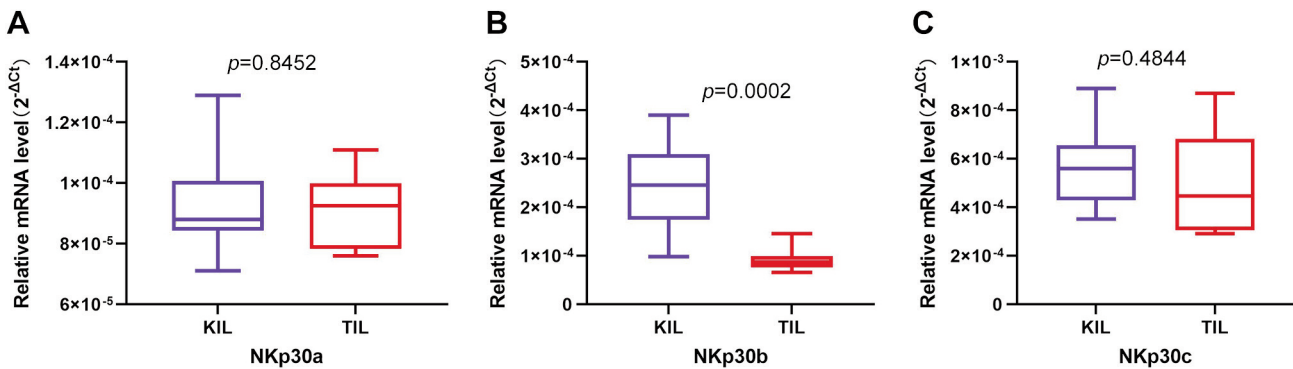 A
Relative mRNA level (2⁻ΔCt)
1.4×10⁻⁴
1.2×10⁻⁴
1×10⁻⁴
8×10⁻⁵
6×10⁻⁵
p=0.8452
KIL TIL
NKp30a
B
Relative mRNA level (2⁻ΔCt)
5×10⁻⁴
4×10⁻⁴
3×10⁻⁴
2×10⁻⁴
1×10⁻⁴
0
p=0.0002
KIL TIL
NKp30b
C
Relative mRNA level (2⁻ΔCt)
1×10⁻³
8×10⁻⁴
6×10⁻⁴
4×10⁻⁴
2×10⁻⁴
0
p=0.4844
KIL TIL
NKp30c